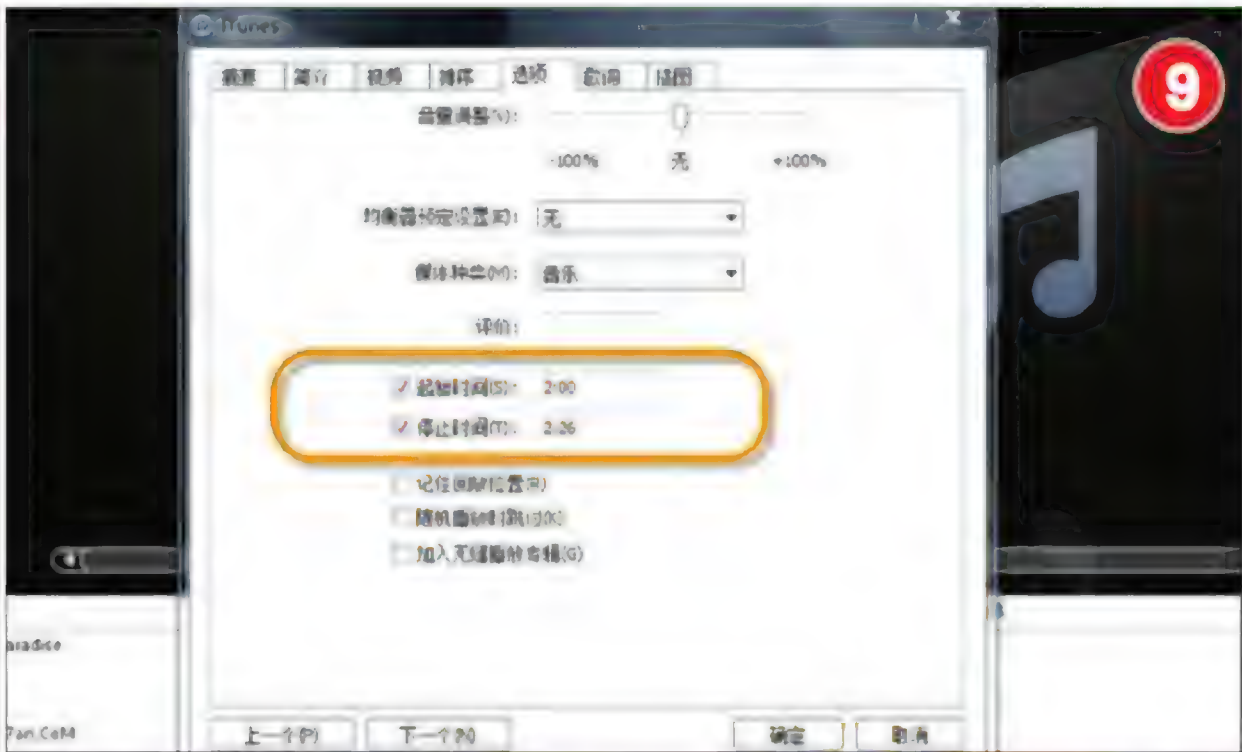 iTunes
9
摘要 简介 视频 排序 选项 歌词 插图
音量调整(V):
-100% 无 +100%
均衡器预定设置(E): 无
媒体种类(M): 音乐
评价:
起始时间(S): 2:00
停止时间(T): 2:26
记住回放位置(R)
随机播放时跳过(K)
加入无缝播放专辑(G)
aradise
7an.CoM
上一个(P) 下一个(N) 确定 取消